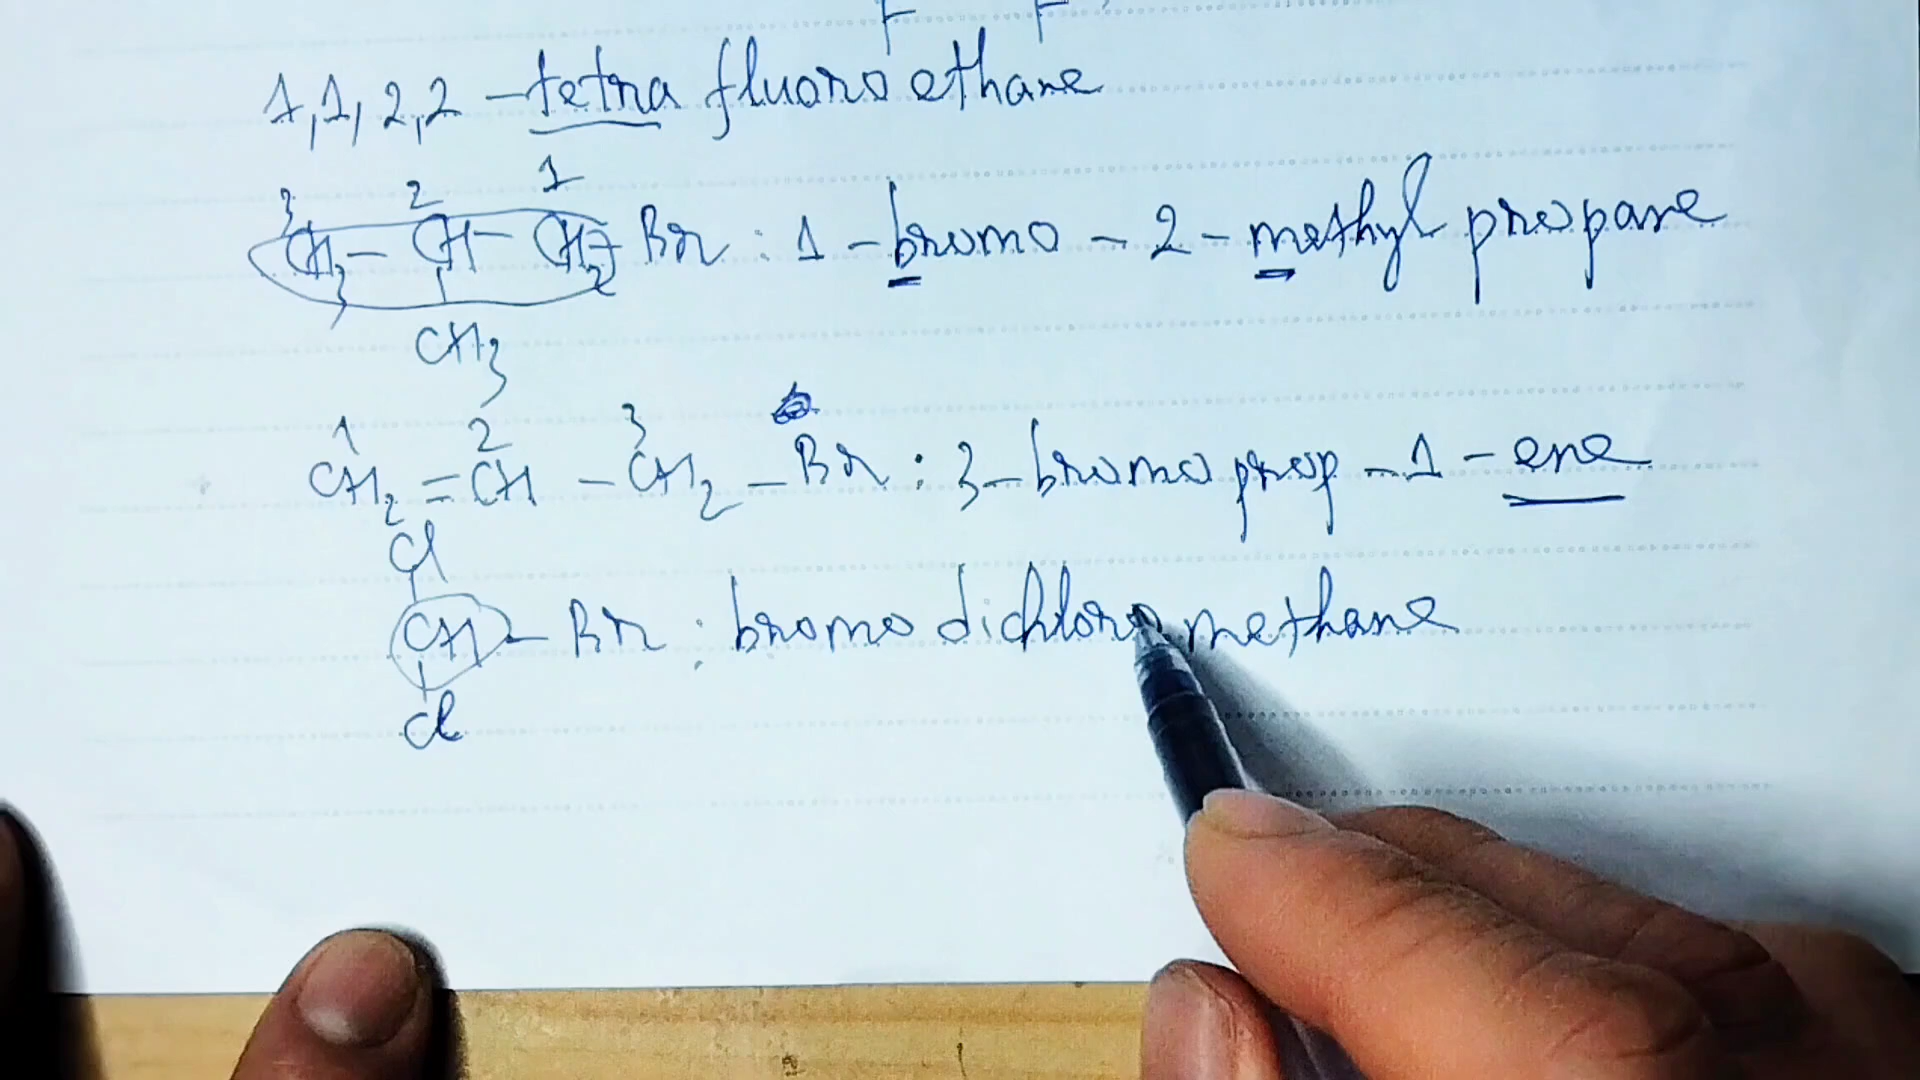 F F
1,1,2,2 - tetra fluoro ethane
3 2 1
CH3 - CH - CH2 - Br : 1 - bromo - 2 - methyl propane
CH3
1 2 3
CH2 = CH - CH2 - Br : 3 - bromo prop - 1 - ene
Cl
CH - Br : bromo dichloro methane
Cl